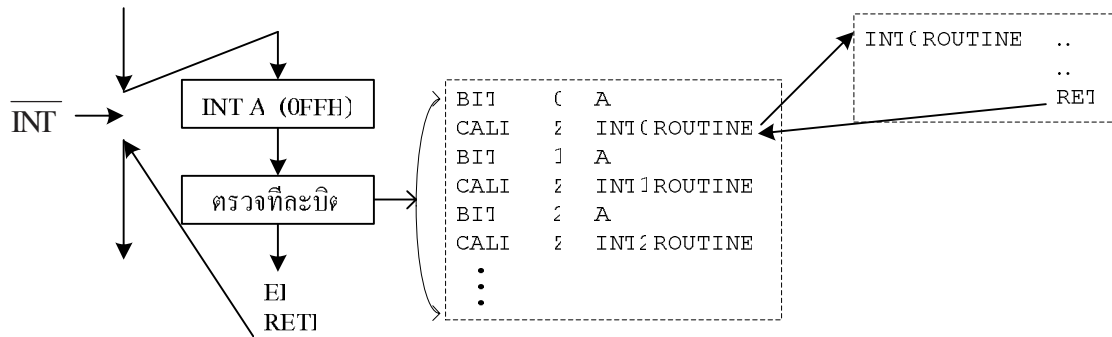 INT
INT A (0FFH)
ตรวจทีละบิต
EI
RETI
BIT 0 A
CALL Z INT0ROUTINE
BIT 1 A
CALL Z INT1ROUTINE
BIT 2 A
CALL Z INT2ROUTINE
INT0ROUTINE ..
..
RET